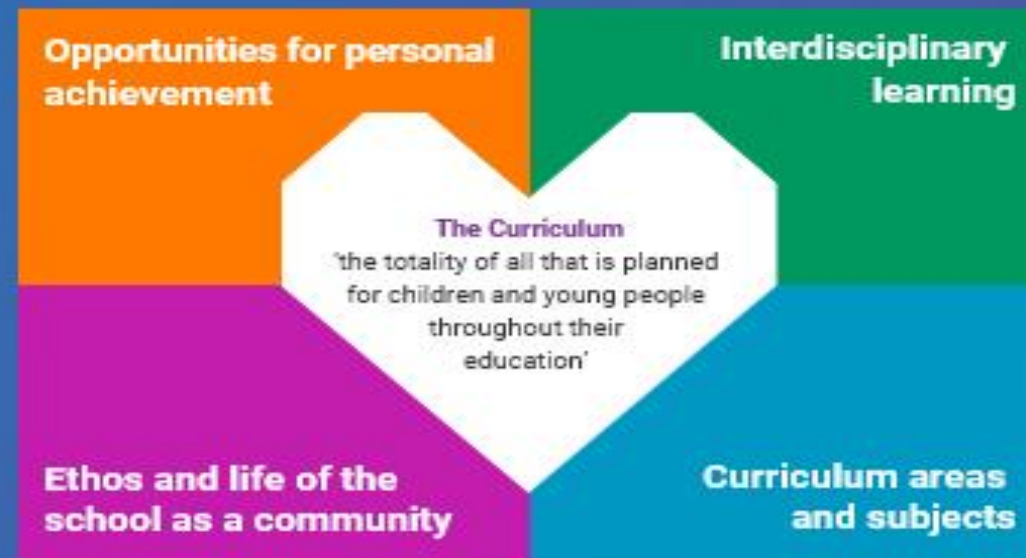 Opportunities for personal
achievement
Interdisciplinary
learning
The Curriculum
'the totality of all that is planned
for children and young people
throughout their
education'
Ethos and life of the
school as a community
Curriculum areas
and subjects